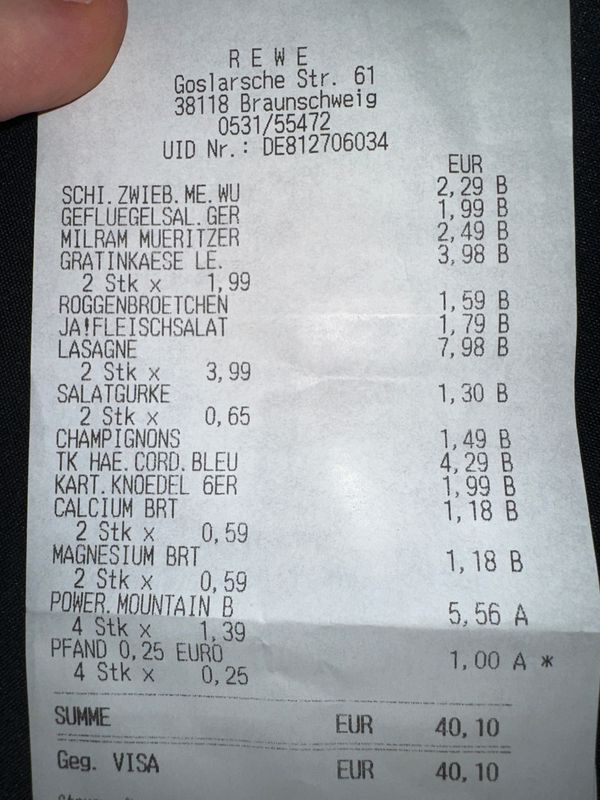 R E W E
Goslarsche Str. 61
38118 Braunschweig
0531/55472
UID Nr.: DE812706034
EUR
SCHI.ZWIEB.ME.WU 2,29 B
GEFLUEGELSAL.GER 1,99 B
MILRAM MUERITZER 2,49 B
GRATINKAESE LE. 3,98 B
2 Stk x 1,99
ROGGENBROETCHEN 1,59 B
JA!FLEISCHSALAT 1,79 B
LASAGNE 7,98 B
2 Stk x 3,99
SALATGURKE 1,30 B
2 Stk x 0,65
CHAMPIGNONS 1,49 B
TK HAE.CORD.BLEU 4,29 B
KART.KNOEDEL 6ER 1,99 B
CALCIUM BRT 1,18 B
2 Stk x 0,59
MAGNESIUM BRT 1,18 B
2 Stk x 0,59
POWER.MOUNTAIN B 5,56 A
4 Stk x 1,39
PFAND 0,25 EURO 1,00 A *
4 Stk x 0,25
SUMME EUR 40,10
Geg. VISA EUR 40,10